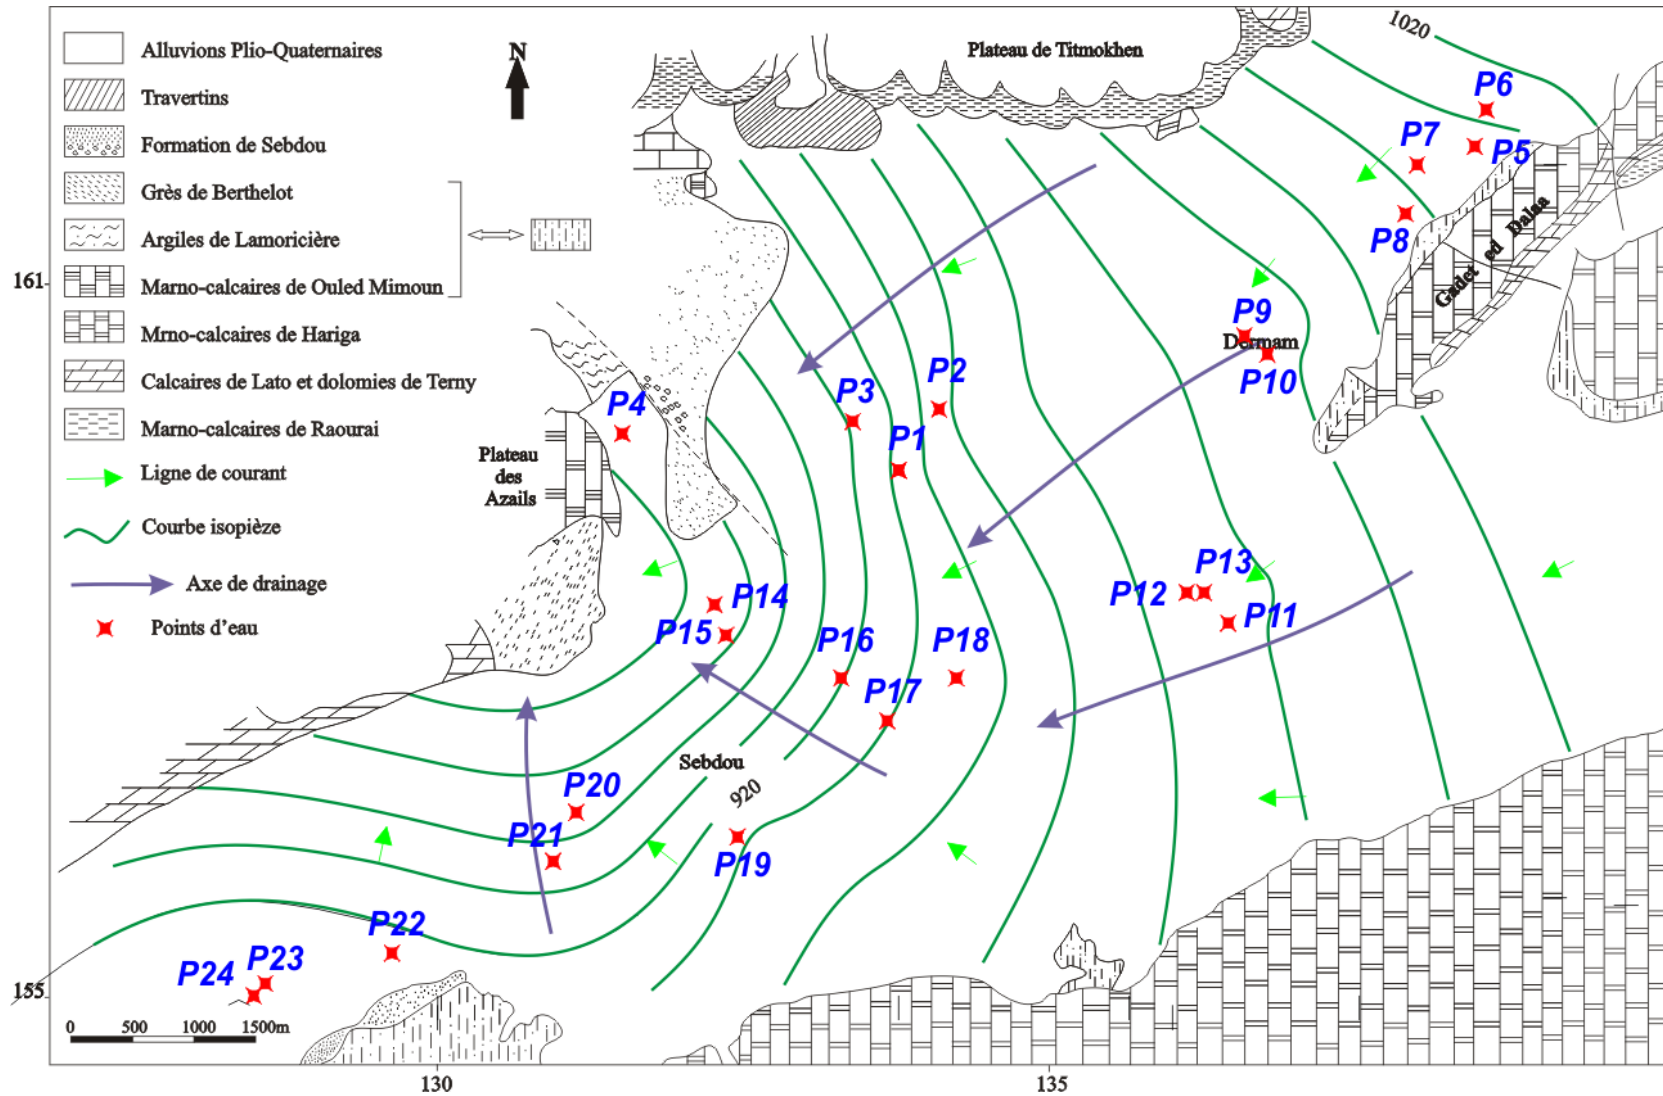 Alluvions Plio-Quaternaires
Travertins
Formation de Sebdou
Grès de Berthelot
Argiles de Lamoricière
Marno-calcaires de Ouled Mimoun
Mrno-calcaires de Hariga
Calcaires de Lato et dolomies de Terny
Marno-calcaires de Raourai
Ligne de courant
Courbe isopièze
Axe de drainage
Points d'eau
N
Plateau de Titmokhen
1020
P6
P7
P5
P8
Gadet ed Dalaa
161
P9
Dermam
P10
P2
P3
P1
P4
Plateau
des
Azails
P13
P12
P11
P14
P15
P16
P18
P17
Sebdou
920
P20
P21
P19
P22
P23
P24
155
0 500 1000 1500m
130
135